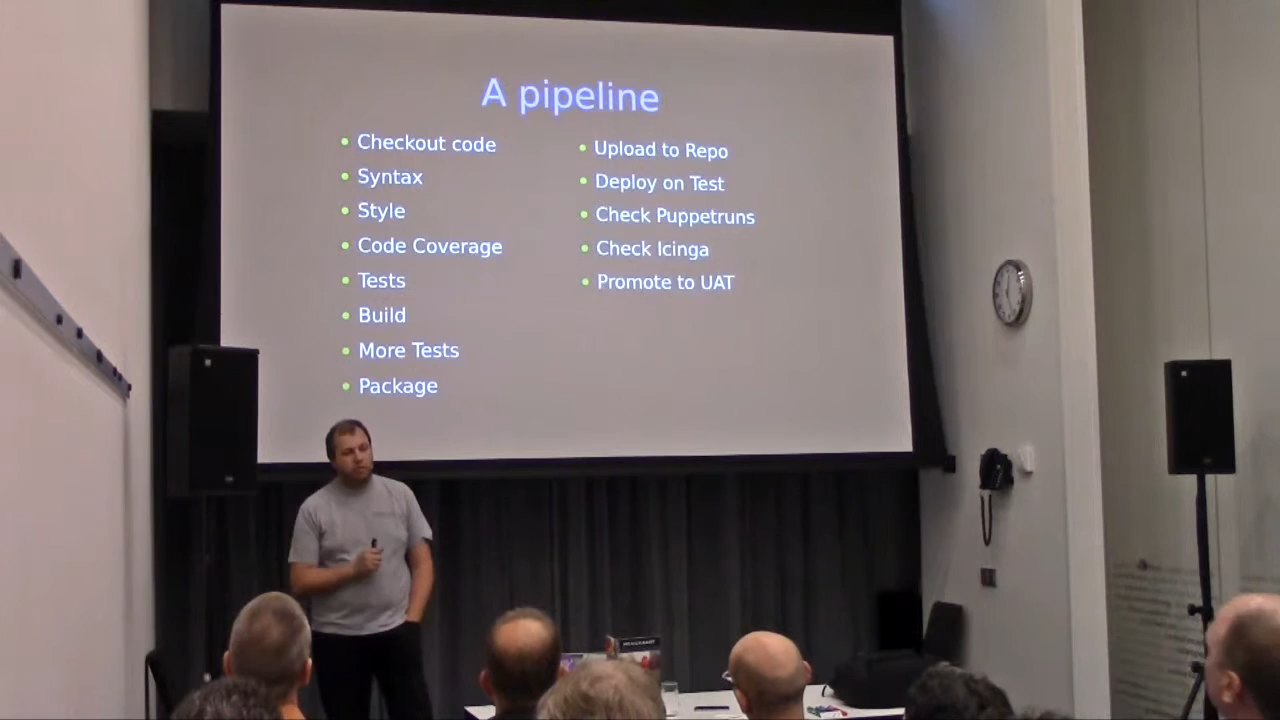 A pipeline
Checkout code
Syntax
Style
Code Coverage
Tests
Build
More Tests
Package
Upload to Repo
Deploy on Test
Check Puppetruns
Check Icinga
Promote to UAT